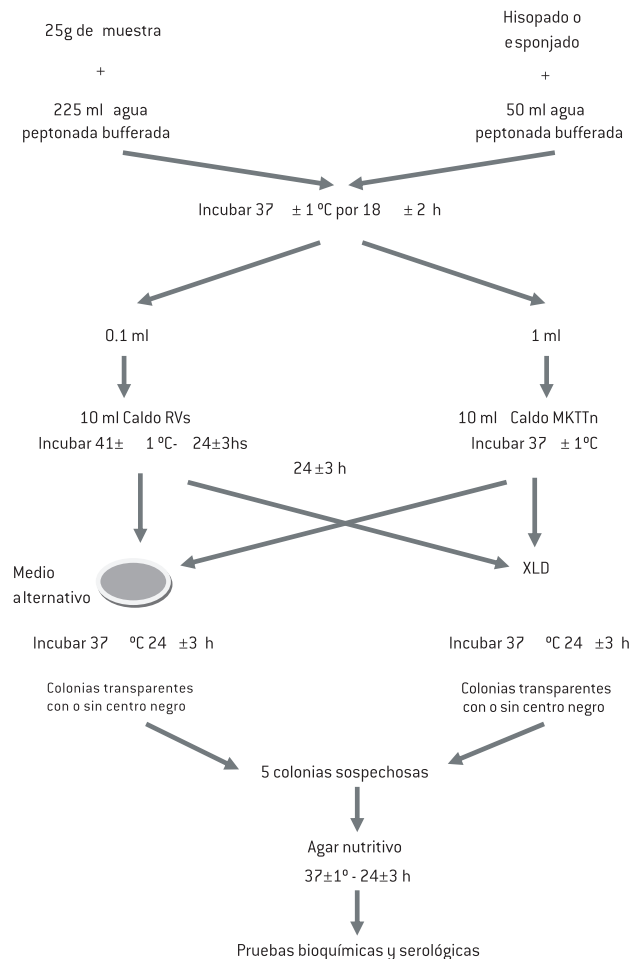 25g de muestra
+
225 ml agua
peptonada bufferada
Hisopado o
esponjado
+
50 ml agua
peptonada bufferada
Incubar 37 ± 1 ºC por 18 ± 2 h
0.1 ml
1 ml
10 ml Caldo RVs
Incubar 41± 1 ºC- 24±3hs
10 ml Caldo MKTTn
Incubar 37 ± 1ºC
24 ±3 h
Medio
alternativo
XLD
Incubar 37 ºC 24 ±3 h
Incubar 37 ºC 24 ±3 h
Colonias transparentes
con o sin centro negro
Colonias transparentes
con o sin centro negro
5 colonias sospechosas
Agar nutritivo
37±1º - 24±3 h
Pruebas bioquímicas y serológicas